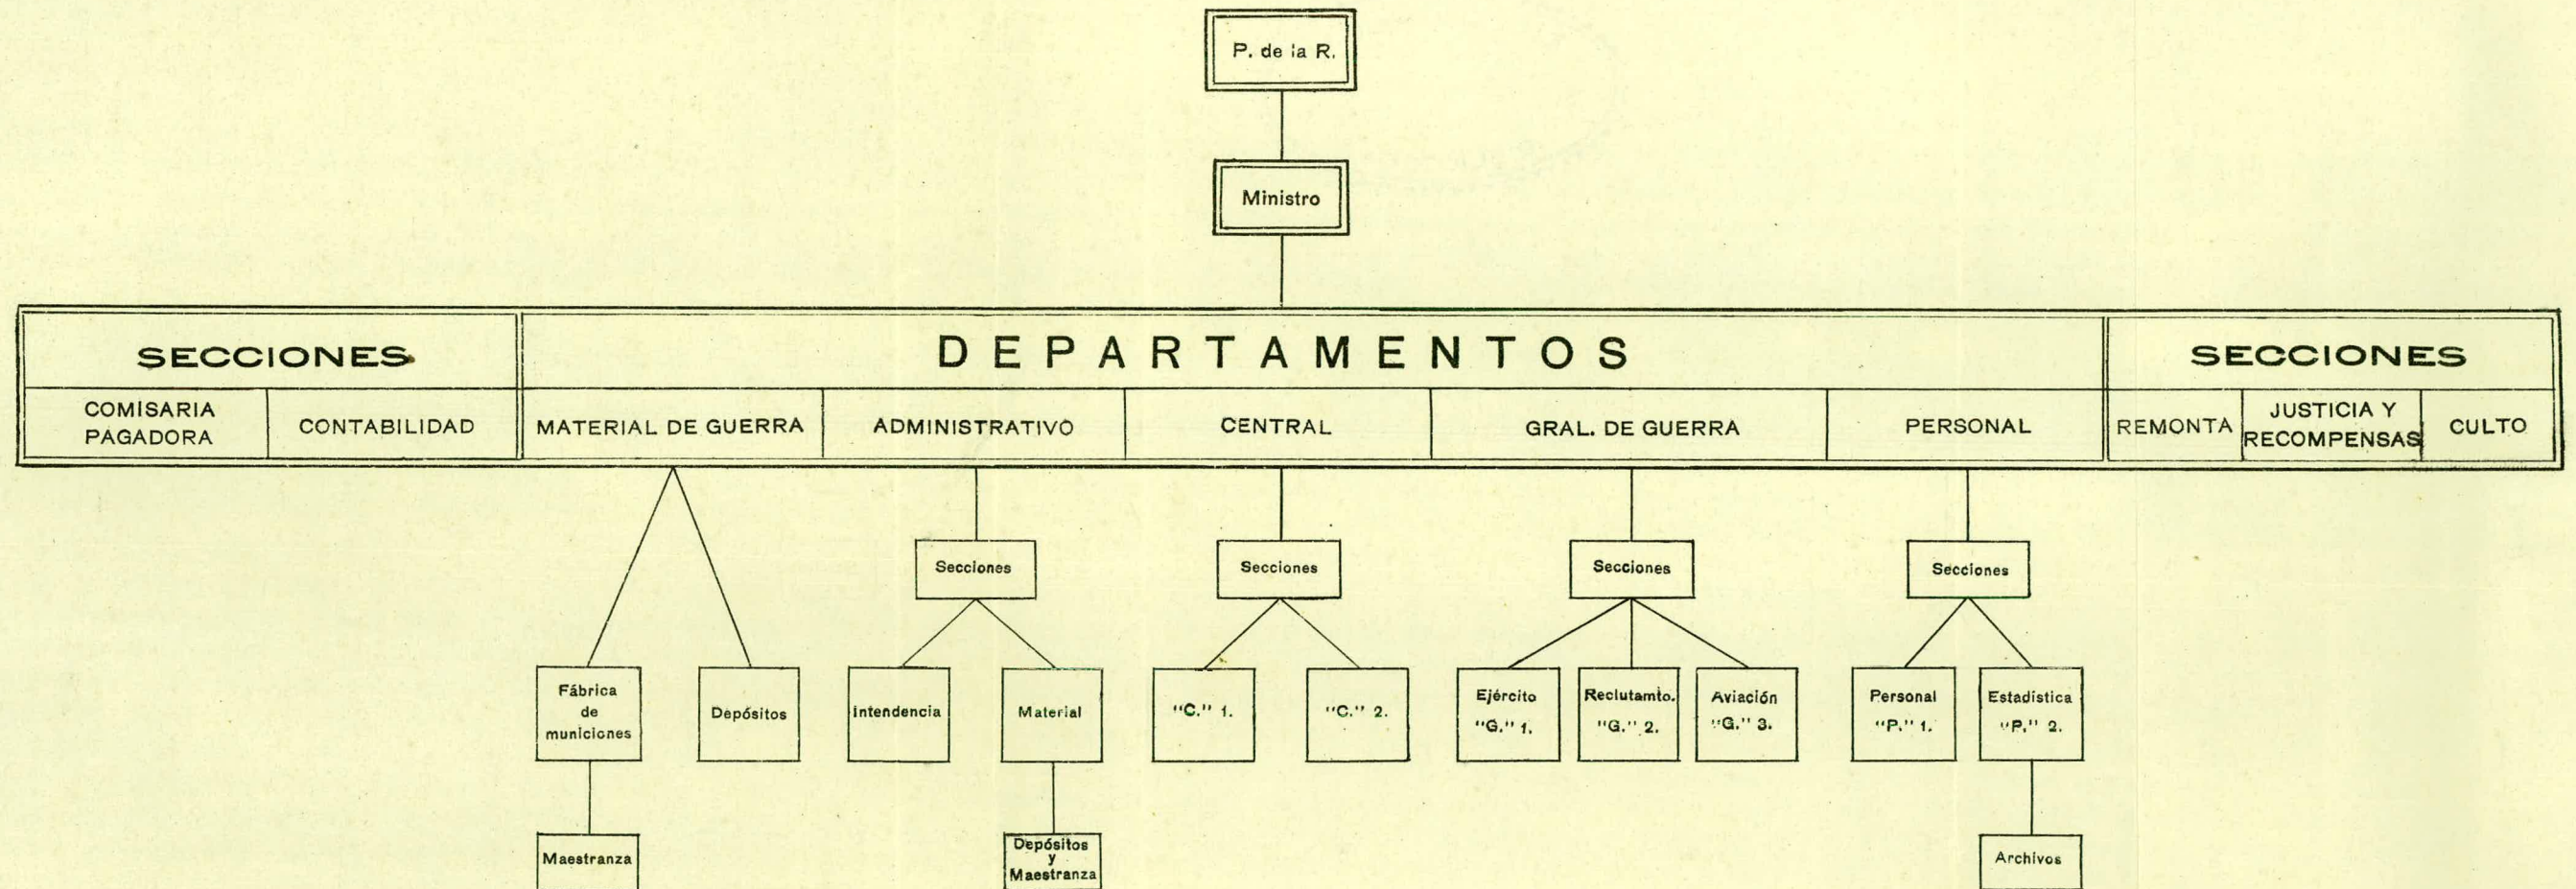 P. de la R.
Ministro
SECCIONES
DEPARTAMENTOS
SECCIONES
COMISARIA
PAGADORA
CONTABILIDAD
MATERIAL DE GUERRA
ADMINISTRATIVO
CENTRAL
GRAL. DE GUERRA
PERSONAL
REMONTA
JUSTICIA Y
RECOMPENSAS
CULTO
Secciones
Secciones
Secciones
Secciones
Fábrica
de
municiones
Depósitos
Intendencia
Material
"C." 1.
"C." 2.
Ejército
"G." 1.
Reclutamto.
"G." 2.
Aviación
"G." 3.
Personal
"P." 1.
Estadística
"P." 2.
Maestranza
Depósitos
y
Maestranza
Archivos